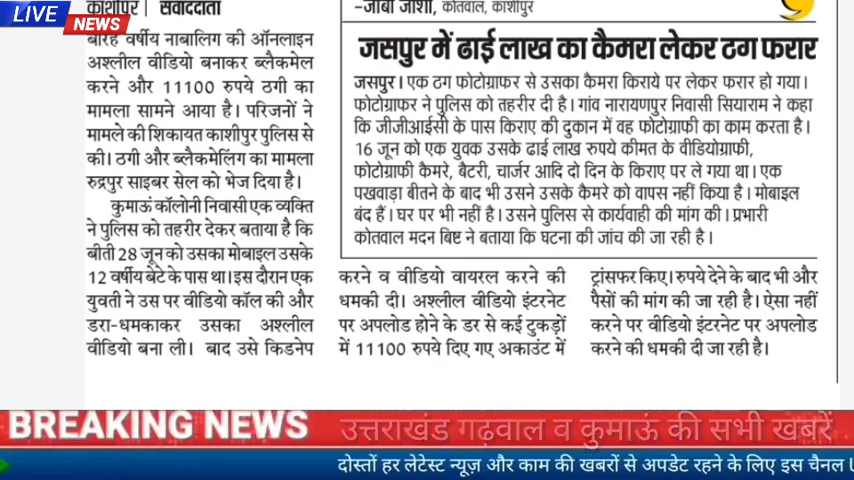 LIVE
NEWS
काशीपुर | संवाददाता
बारह वर्षीय नाबालिग की ऑनलाइन
अश्लील वीडियो बनाकर ब्लैकमेल
करने और 11100 रुपये ठगी का
मामला सामने आया है। परिजनों ने
मामले की शिकायत काशीपुर पुलिस से
की। ठगी और ब्लैकमेलिंग का मामला
रुद्रपुर साइबर सेल को भेज दिया है।
कुमाऊं कॉलोनी निवासी एक व्यक्ति
ने पुलिस को तहरीर देकर बताया है कि
बीती 28 जून को उसका मोबाइल उसके
12 वर्षीय बेटे के पास था। इस दौरान एक
युवती ने उस पर वीडियो कॉल की और
डरा-धमकाकर उसका अश्लील
वीडियो बना ली। बाद उसे किडनेप
–जीबी जोशी, कोतवाल, काशीपुर
जसपुर में ढाई लाख का कैमरा लेकर ठग फरार
जसपुर। एक ठग फोटोग्राफर से उसका कैमरा किराये पर लेकर फरार हो गया।
फोटोग्राफर ने पुलिस को तहरीर दी है। गांव नारायणपुर निवासी सियाराम ने कहा
कि जीजीआईसी के पास किराए की दुकान में वह फोटोग्राफी का काम करता है।
16 जून को एक युवक उसके ढाई लाख रुपये कीमत के वीडियोग्राफी,
फोटोग्राफी कैमरे, बैटरी, चार्जर आदि दो दिन के किराए पर ले गया था। एक
पखवाड़ा बीतने के बाद भी उसने उसके कैमरे को वापस नहीं किया है। मोबाइल
बंद हैं। घर पर भी नहीं है। उसने पुलिस से कार्यवाही की मांग की। प्रभारी
कोतवाल मदन बिष्ट ने बताया कि घटना की जांच की जा रही है।
करने व वीडियो वायरल करने की
धमकी दी। अश्लील वीडियो इंटरनेट
पर अपलोड होने के डर से कई टुकड़ों
में 11100 रुपये दिए गए अकाउंट में
ट्रांसफर किए। रुपये देने के बाद भी और
पैसों की मांग की जा रही है। ऐसा नहीं
करने पर वीडियो इंटरनेट पर अपलोड
करने की धमकी दी जा रही है।
BREAKING NEWS
उत्तराखंड गढ़वाल व कुमाऊं की सभी खबरें
दोस्तों हर लेटेस्ट न्यूज़ और काम की खबरों से अपडेट रहने के लिए इस चैनल U